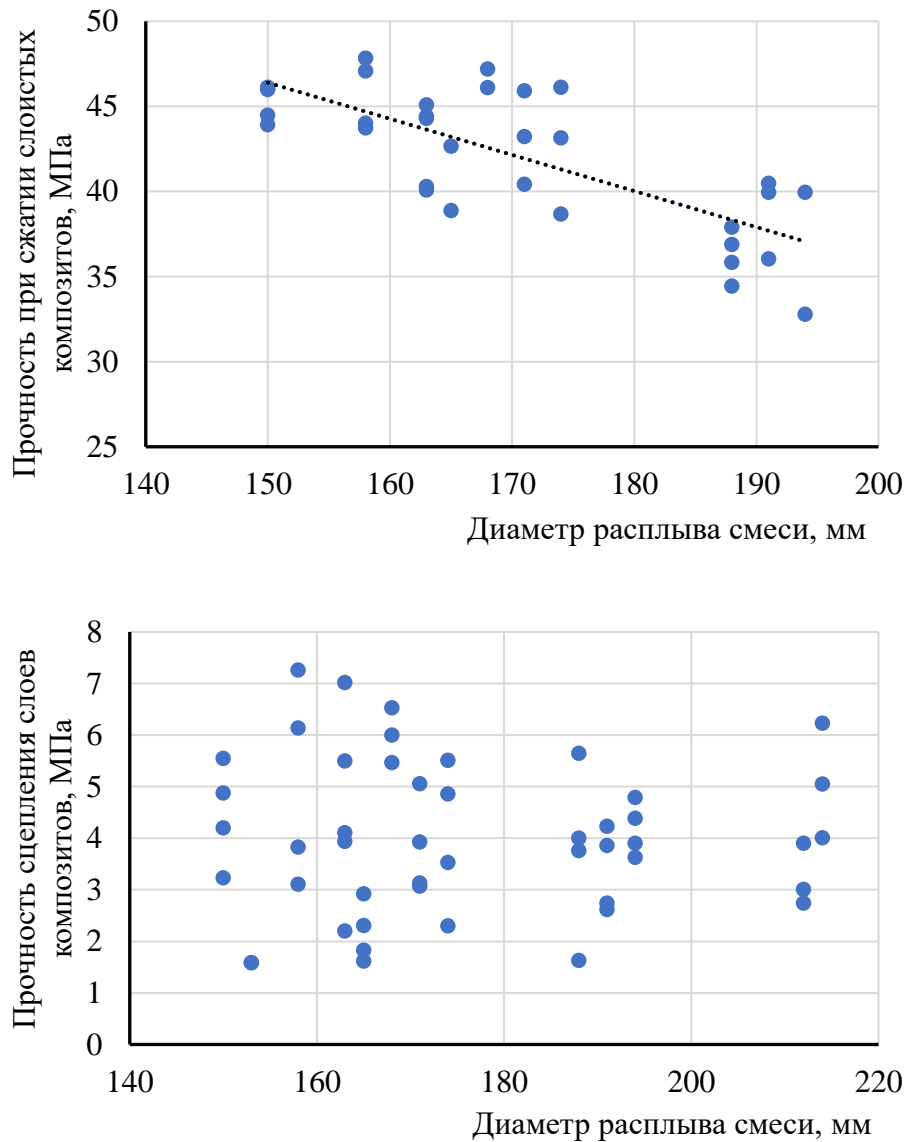 Прочность при сжатии слоистых
композитов, МПа
50
45
40
35
30
25
140 150 160 170 180 190 200
Диаметр расплыва смеси, мм
Прочность сцепления слоев
композитов, МПа
8
7
6
5
4
3
2
1
0
140 160 180 200 220
Диаметр расплыва смеси, мм